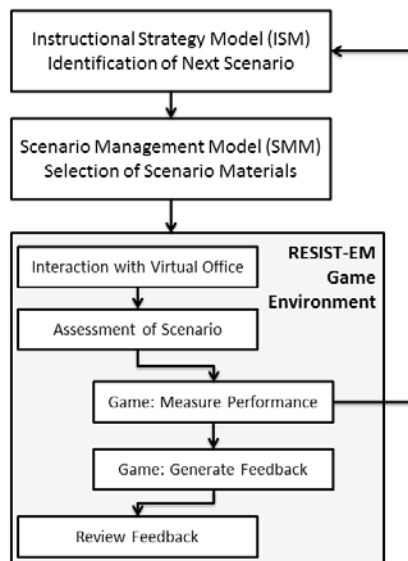 Instructional Strategy Model (ISM)
Identification of Next Scenario
Scenario Management Model (SMM)
Selection of Scenario Materials
RESIST-EM
Game
Environment
Interaction with Virtual Office
Assessment of Scenario
Game: Measure Performance
Game: Generate Feedback
Review Feedback